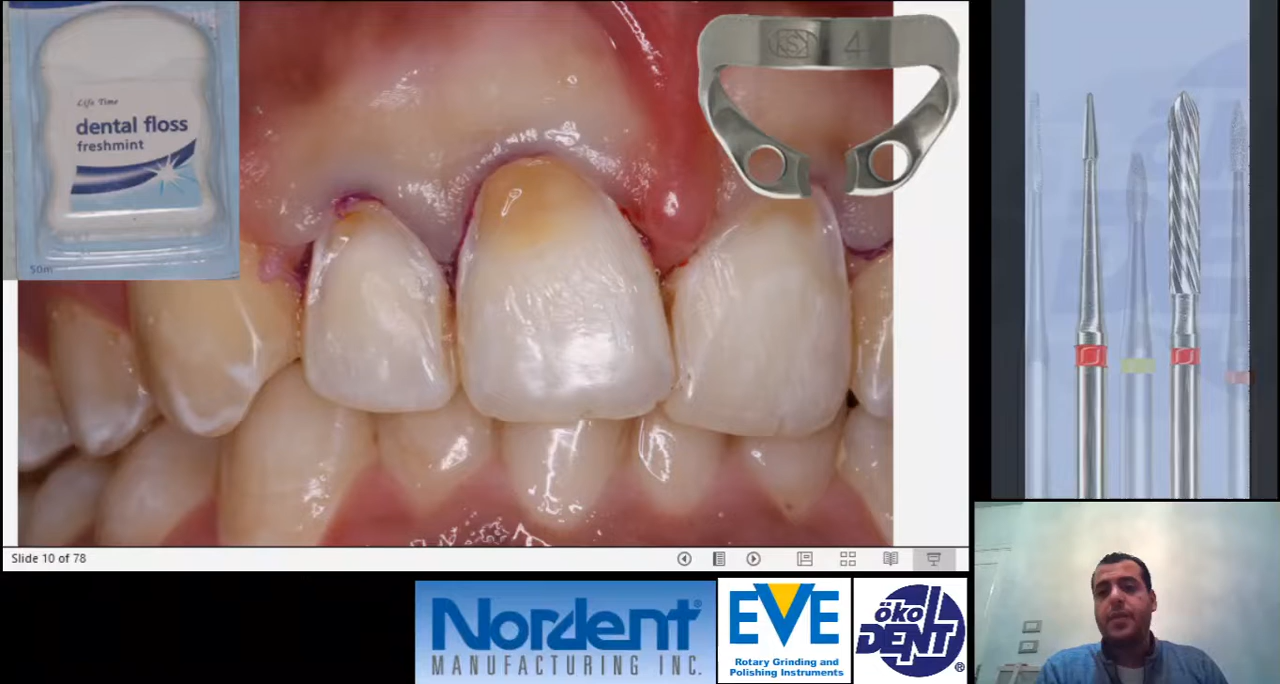 Life Time
dental floss
freshmint
50m
KSK 4
Slide 10 of 78
Nordent®
MANUFACTURING INC.
EVE
Rotary Grinding and
Polishing Instruments
öko
DENT®